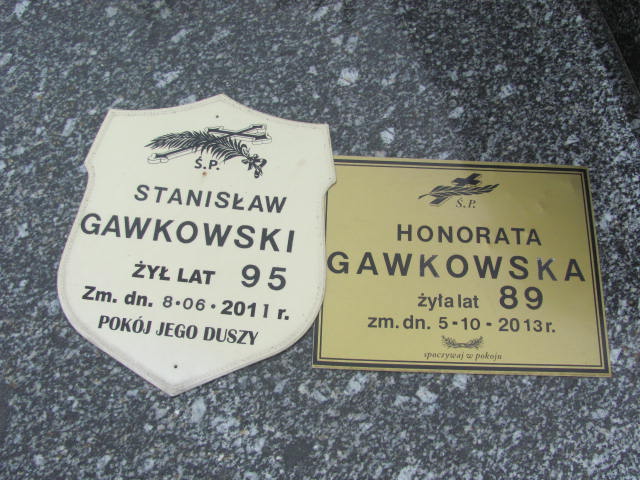 Ś.P.
STANISŁAW
GAWKOWSKI
ŻYŁ LAT 95
Zm. dn. 8·06·2011 r.
POKÓJ JEGO DUSZY
Ś.P.
HONORATA
GAWKOWSKA
żyła lat 89
zm. dn. 5-10-2013 r.
spoczywaj w pokoju